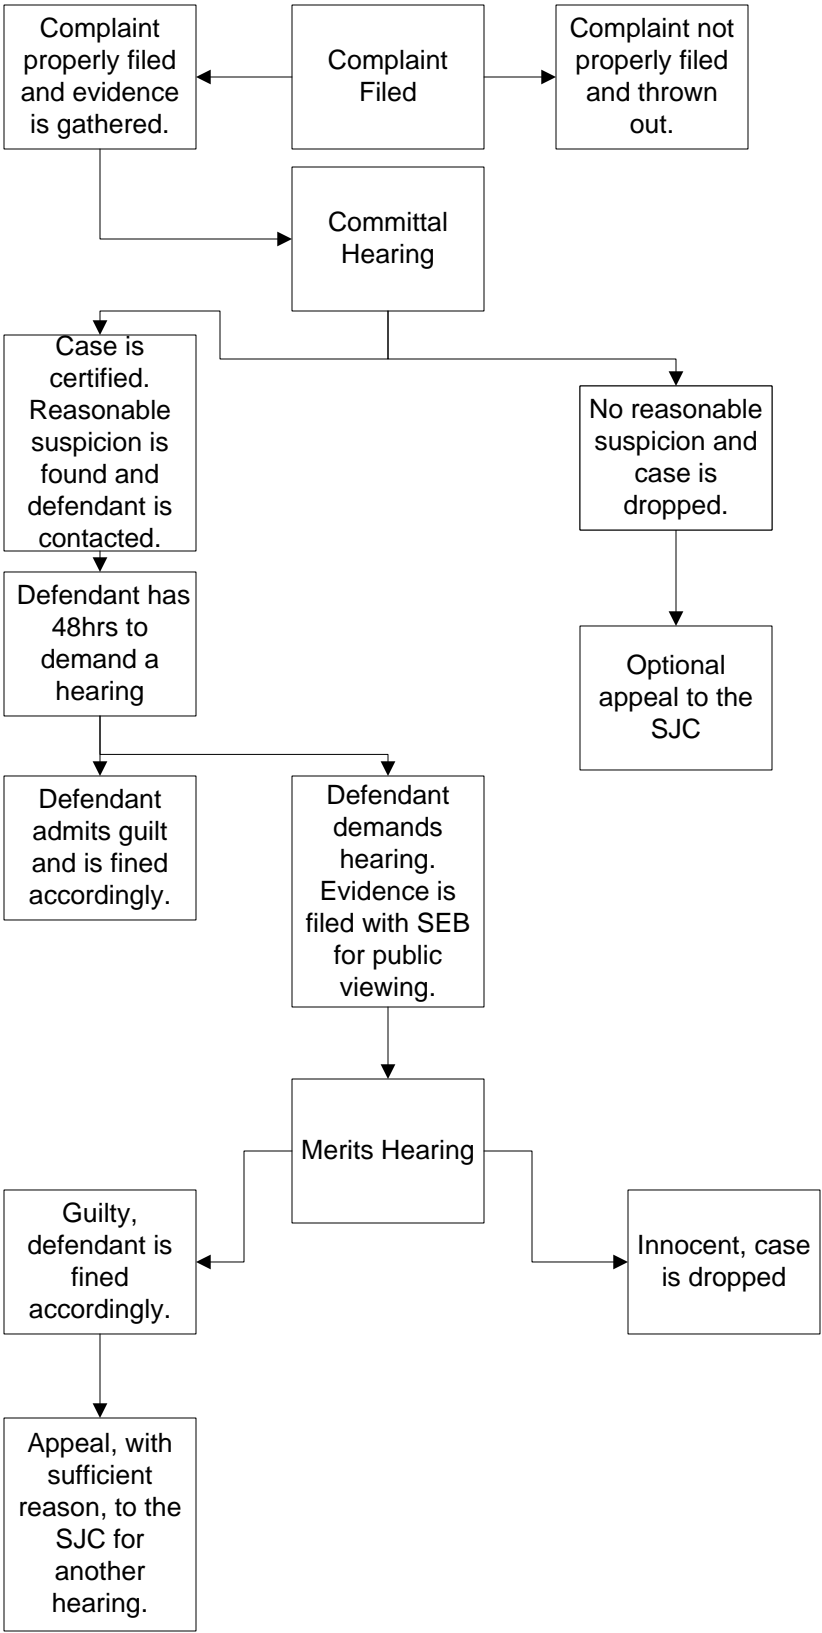 Complaint
properly filed
and evidence
is gathered.
Complaint
Filed
Complaint not
properly filed
and thrown
out.
Committal
Hearing
Case is
certified.
Reasonable
suspicion is
found and
defendant is
contacted.
No reasonable
suspicion and
case is
dropped.
Defendant has
48hrs to
demand a
hearing
Optional
appeal to the
SJC
Defendant
admits guilt
and is fined
accordingly.
Defendant
demands
hearing.
Evidence is
filed with SEB
for public
viewing.
Merits Hearing
Guilty,
defendant is
fined
accordingly.
Innocent, case
is dropped
Appeal, with
sufficient
reason, to the
SJC for
another
hearing.